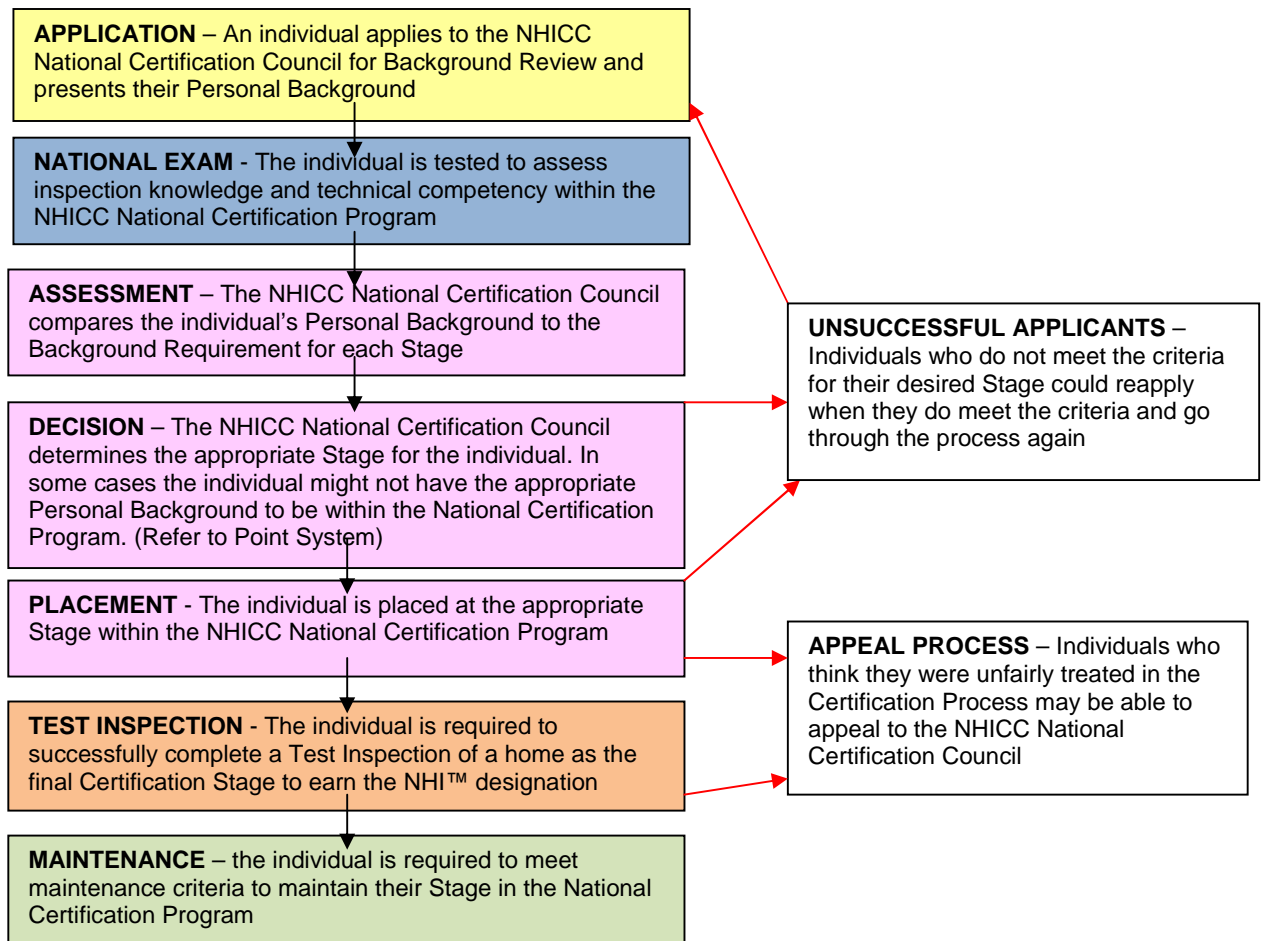 APPLICATION – An individual applies to the NHICC
National Certification Council for Background Review and
presents their Personal Background
NATIONAL EXAM - The individual is tested to assess
inspection knowledge and technical competency within the
NHICC National Certification Program
ASSESSMENT – The NHICC National Certification Council
compares the individual's Personal Background to the
Background Requirement for each Stage
DECISION – The NHICC National Certification Council
determines the appropriate Stage for the individual. In
some cases the individual might not have the appropriate
Personal Background to be within the National Certification
Program. (Refer to Point System)
PLACEMENT - The individual is placed at the appropriate
Stage within the NHICC National Certification Program
TEST INSPECTION - The individual is required to
successfully complete a Test Inspection of a home as the
final Certification Stage to earn the NHI™ designation
MAINTENANCE – the individual is required to meet
maintenance criteria to maintain their Stage in the National
Certification Program
UNSUCCESSFUL APPLICANTS –
Individuals who do not meet the criteria
for their desired Stage could reapply
when they do meet the criteria and go
through the process again
APPEAL PROCESS – Individuals who
think they were unfairly treated in the
Certification Process may be able to
appeal to the NHICC National
Certification Council